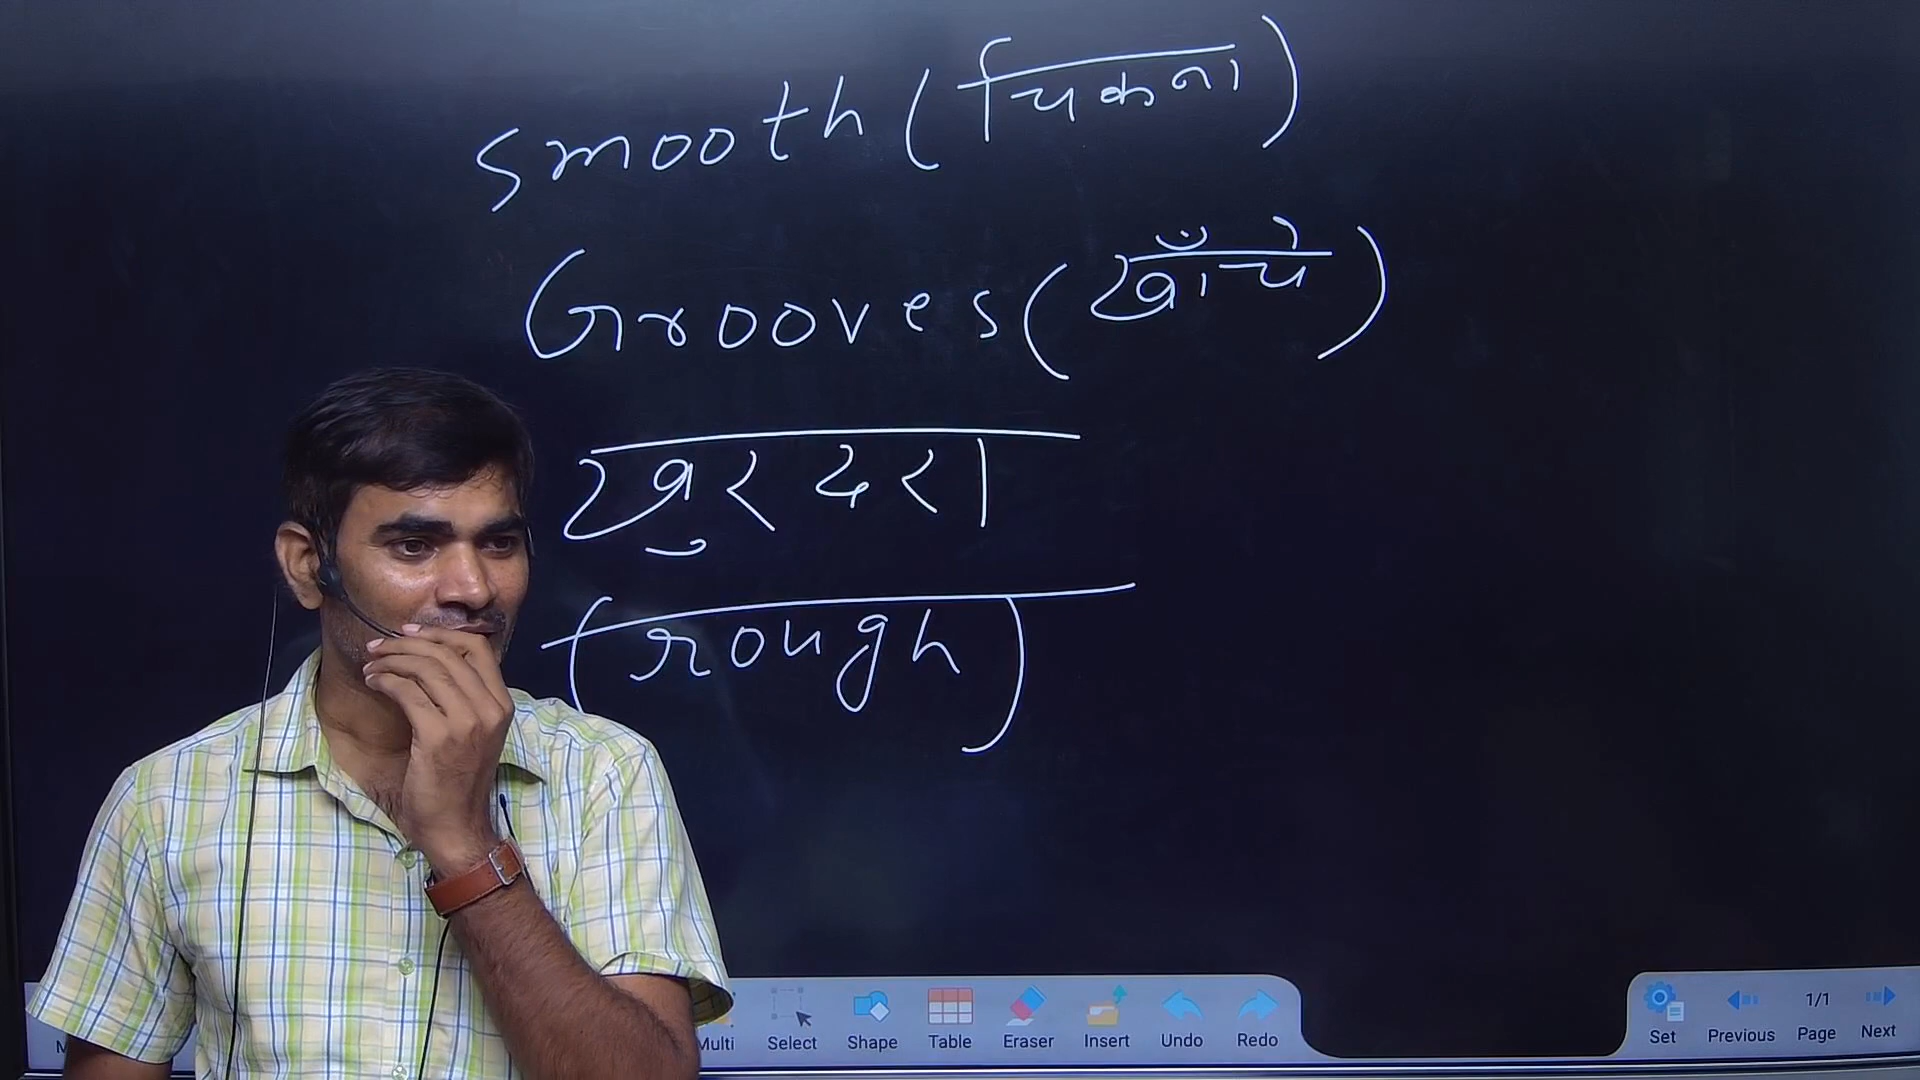 smooth (चिकना)
Grooves (खाँचे)
खुरदरा
(rough)
Multi Select Shape Table Eraser Insert Undo Redo
Set Previous 1/1 Page Next